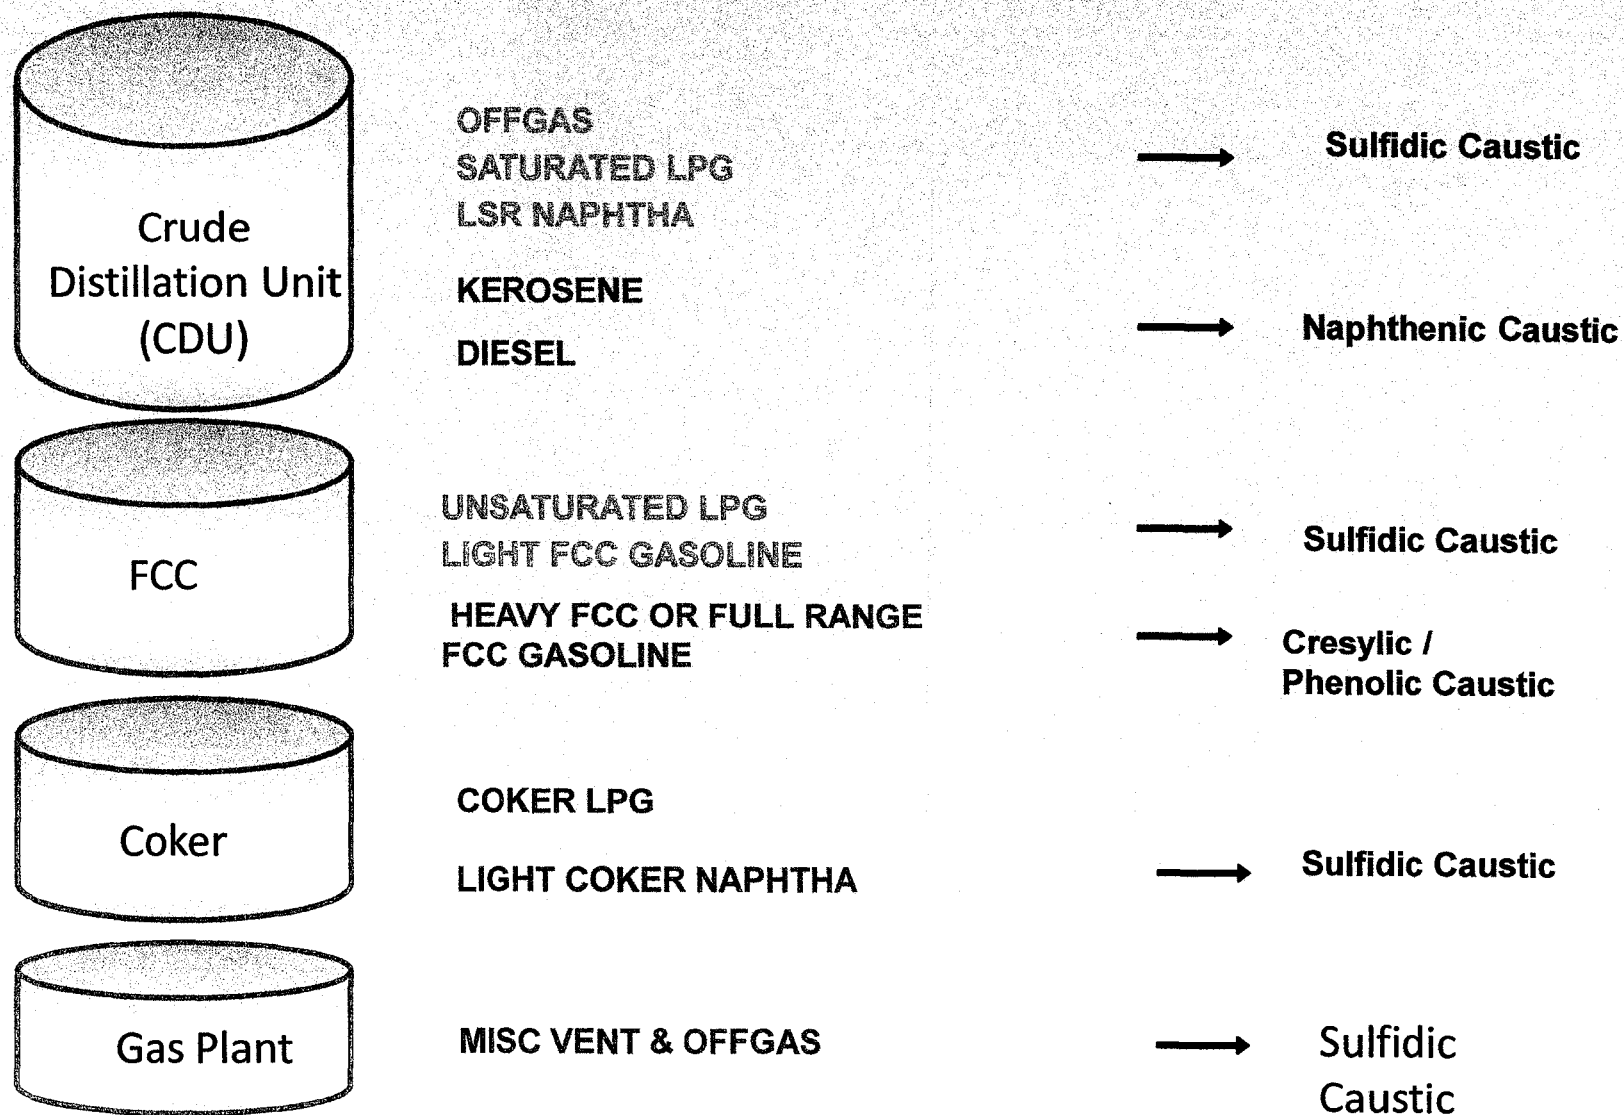 Crude
Distillation Unit
(CDU)
OFFGAS
SATURATED LPG
LSR NAPHTHA
Sulfidic Caustic
KEROSENE
DIESEL
Naphthenic Caustic
FCC
UNSATURATED LPG
LIGHT FCC GASOLINE
Sulfidic Caustic
HEAVY FCC OR FULL RANGE
FCC GASOLINE
Cresylic /
Phenolic Caustic
Coker
COKER LPG
LIGHT COKER NAPHTHA
Sulfidic Caustic
Gas Plant
MISC VENT & OFFGAS
Sulfidic
Caustic